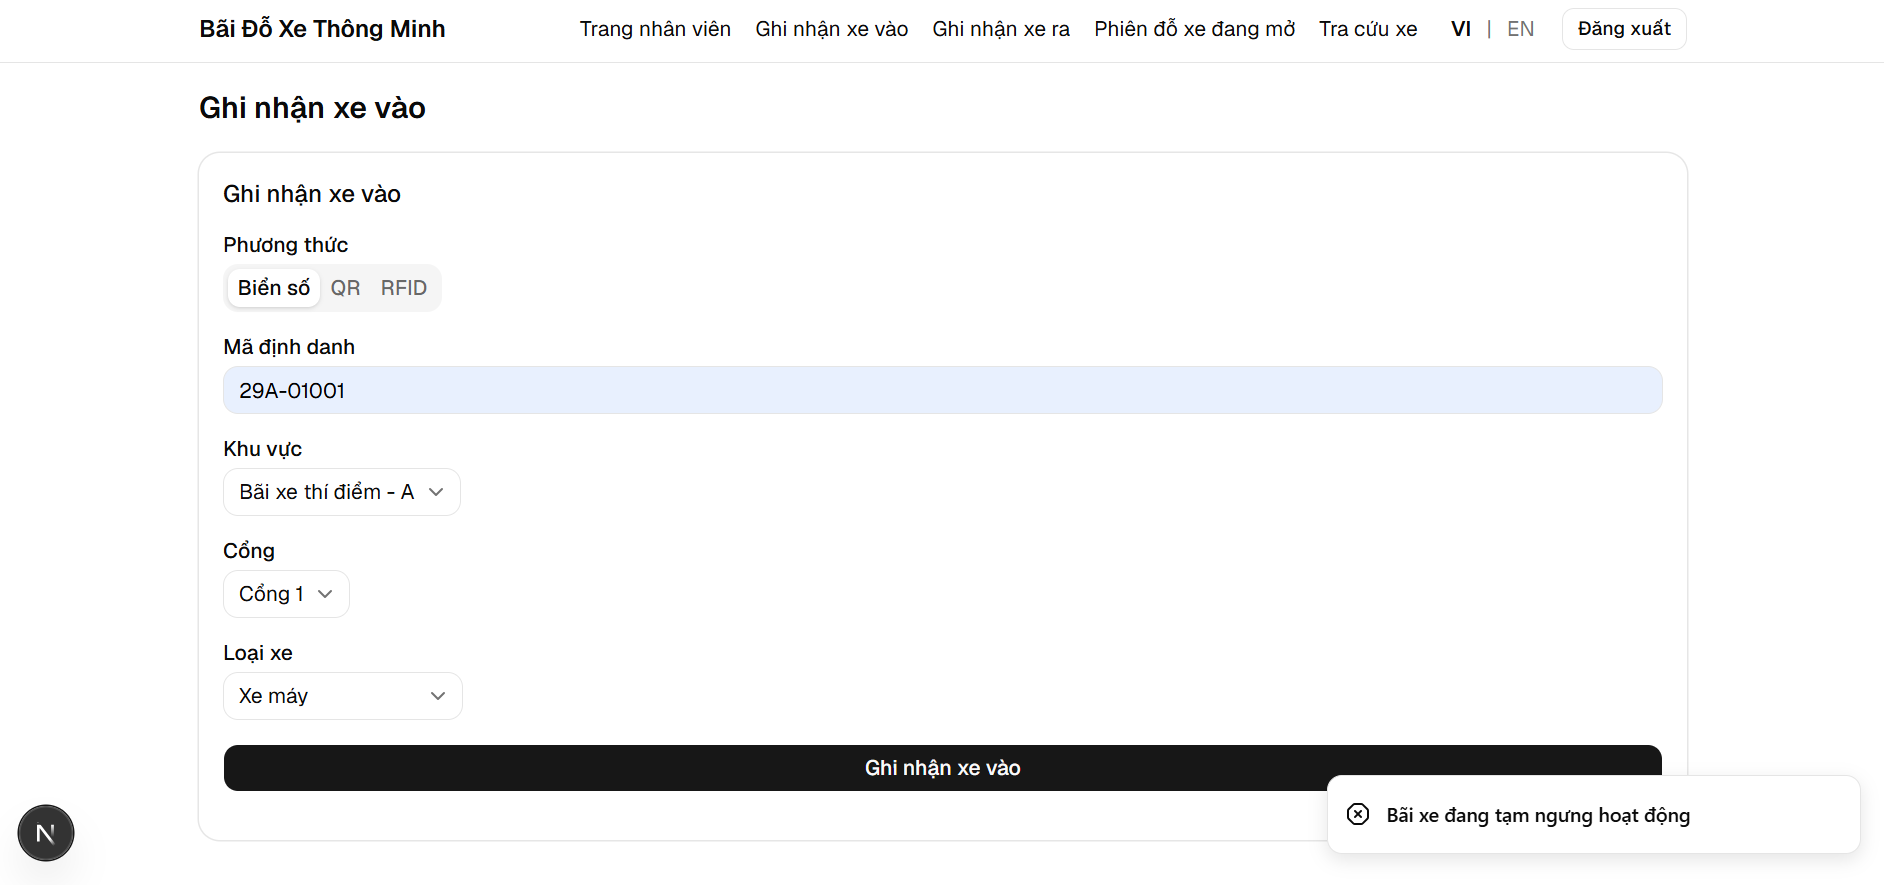 Bãi Đỗ Xe Thông Minh
Trang nhân viên
Ghi nhận xe vào
Ghi nhận xe ra
Phiên đỗ xe đang mở
Tra cứu xe
VI | EN
Đăng xuất
Ghi nhận xe vào
Ghi nhận xe vào
Phương thức
Biển số QR RFID
Mã định danh
29A-01001
Khu vực
Bãi xe thí điểm - A
Cổng
Cổng 1
Loại xe
Xe máy
Ghi nhận xe vào
N
Bãi xe đang tạm ngưng hoạt động